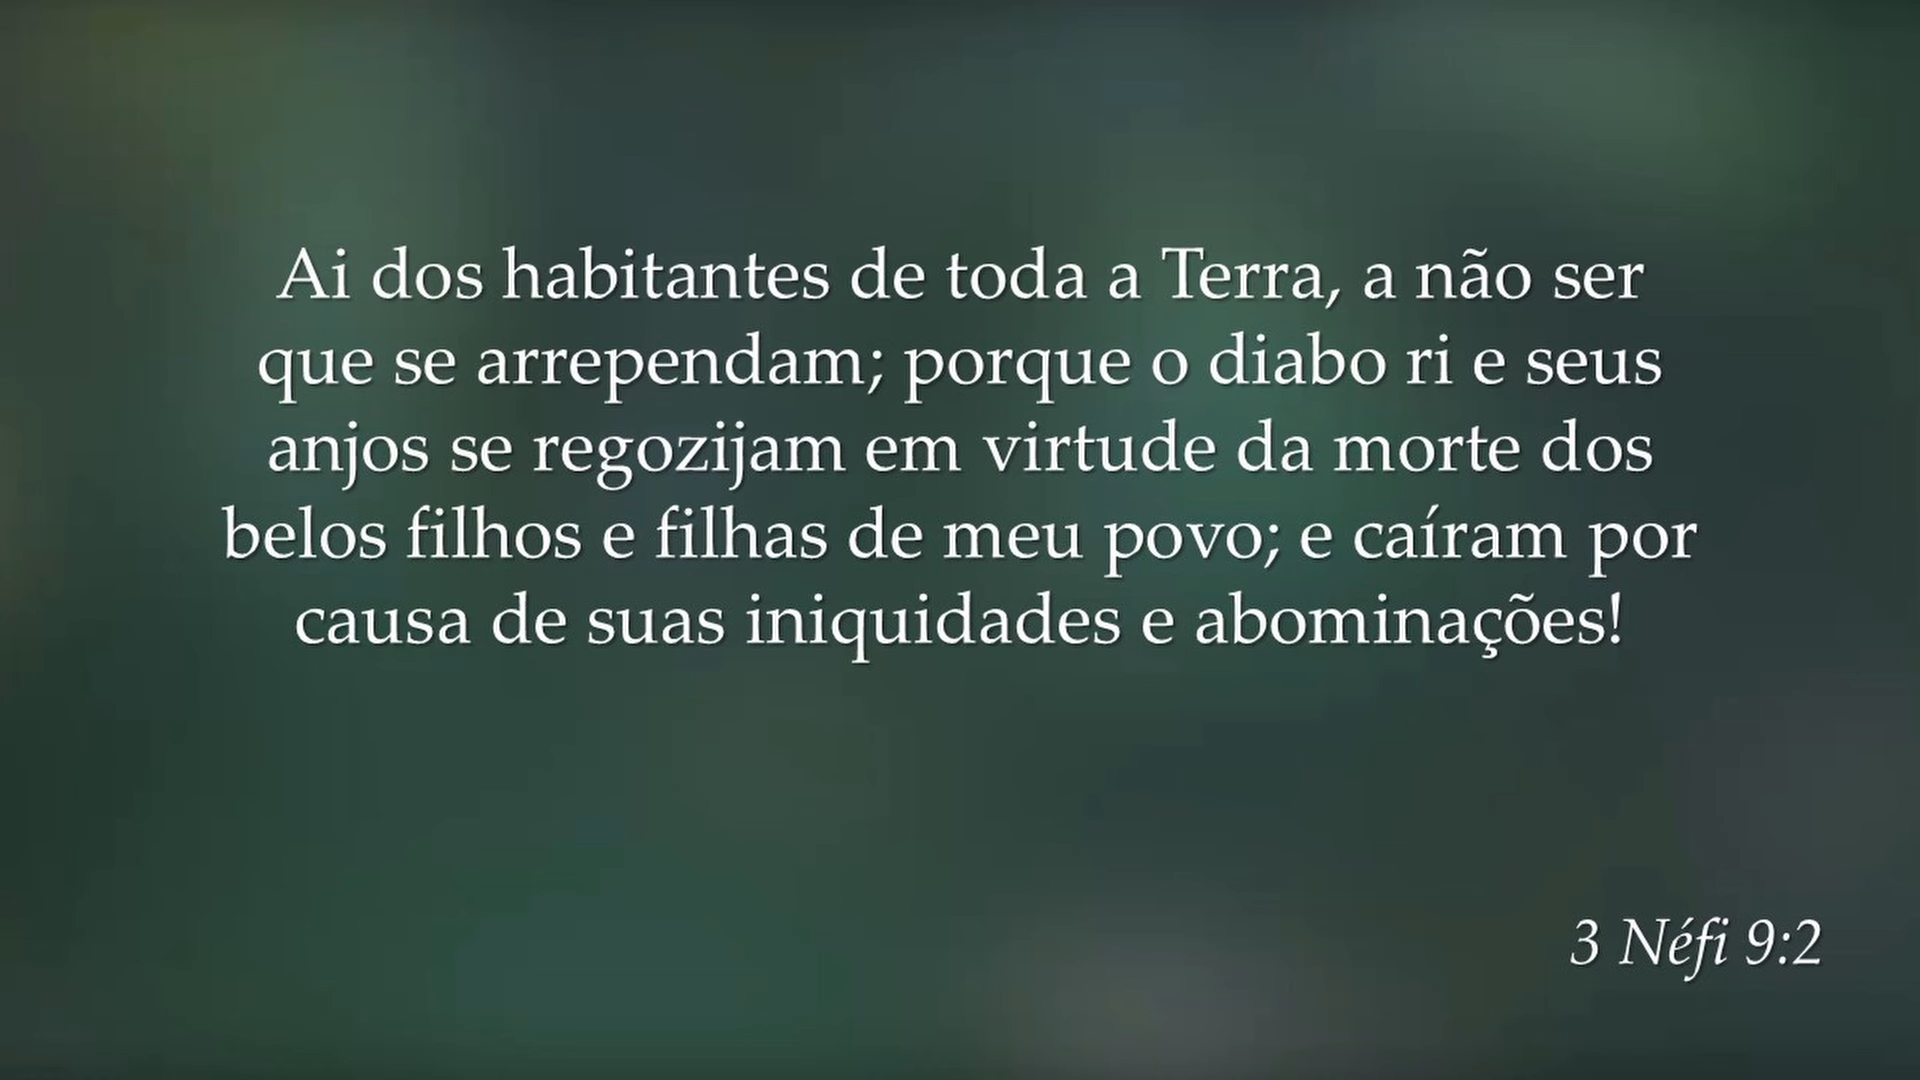 Ai dos habitantes de toda a Terra, a não ser
que se arrependam; porque o diabo ri e seus
anjos se regozijam em virtude da morte dos
belos filhos e filhas de meu povo; e caíram por
causa de suas iniquidades e abominações!
3 Néfi 9:2